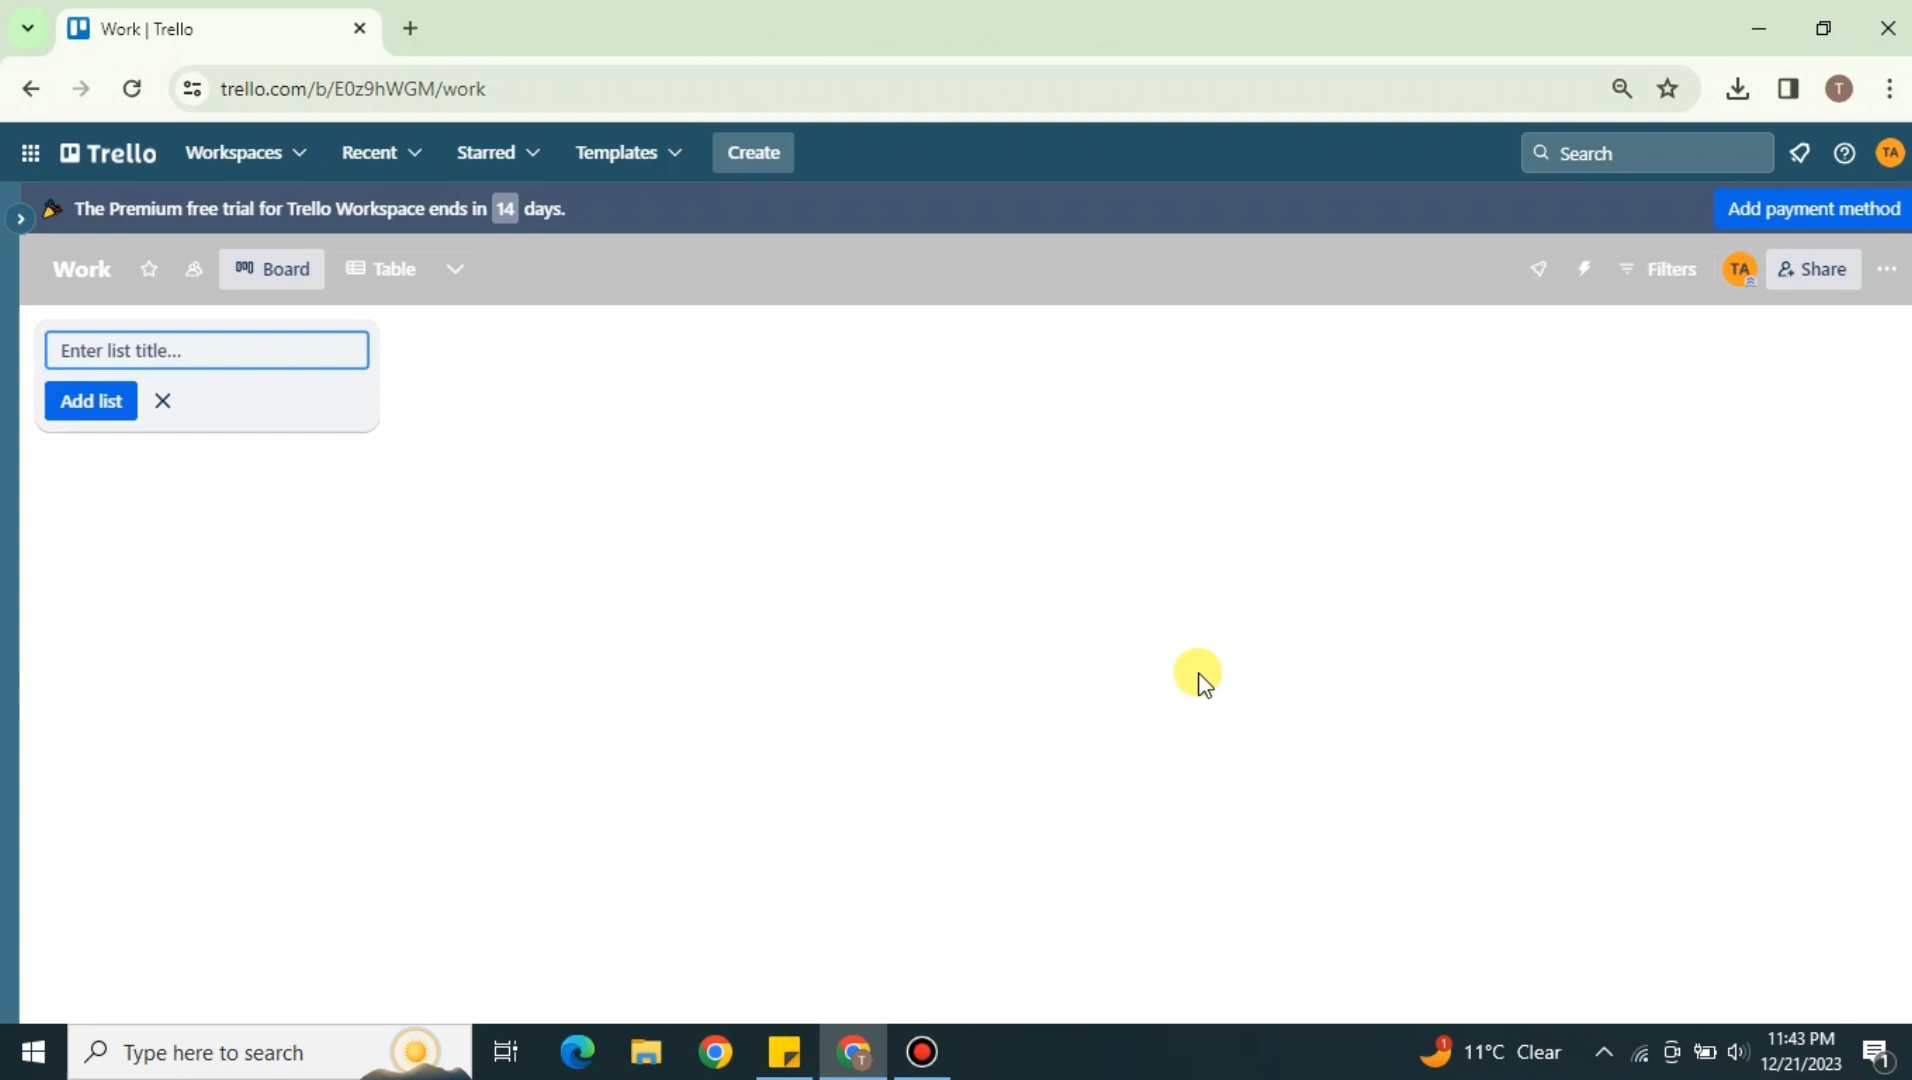 Work | Trello
trello.com/b/E0z9hWGM/work
T
Trello Workspaces Recent Starred Templates Create Search TA
The Premium free trial for Trello Workspace ends in 14 days. Add payment method
Work Board Table Filters TA Share
Enter list title...
Add list
Type here to search T 1 11°C Clear 11:43 PM
12/21/2023 1